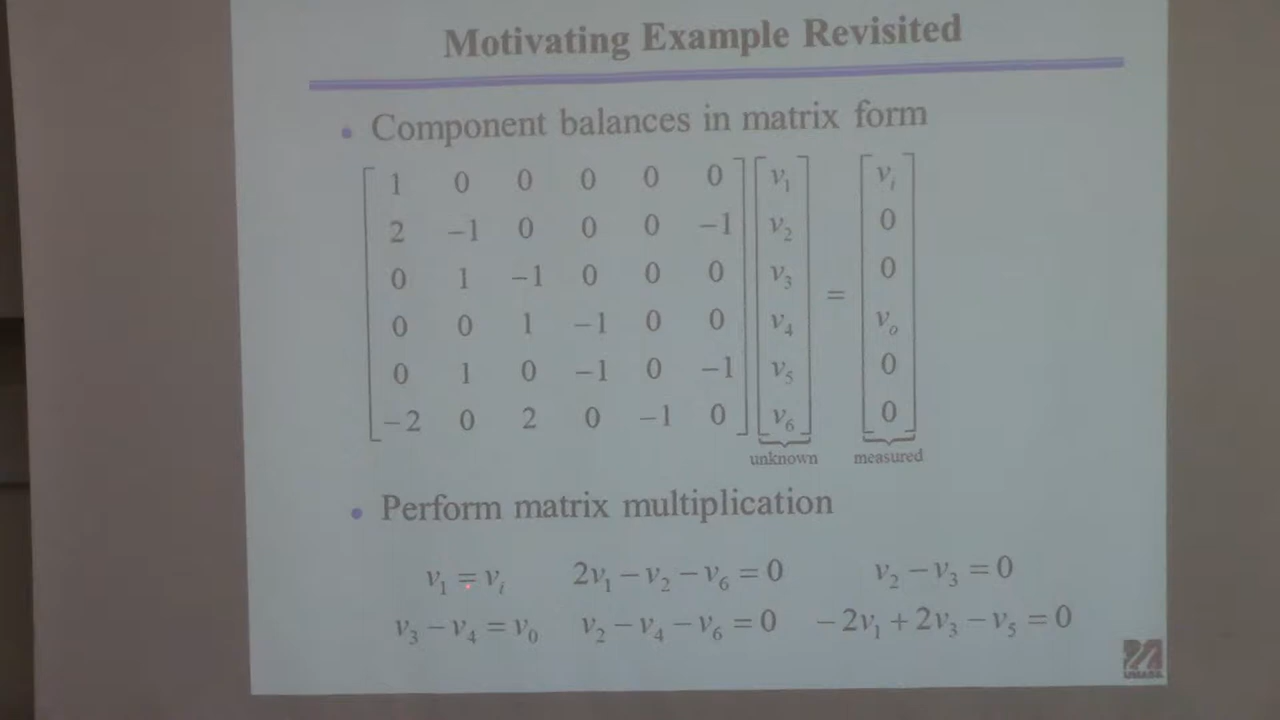 Motivating Example Revisited
• Component balances in matrix form
[1 0 0 0 0 0] [v₁] [vᵢ]
[2 −1 0 0 0 −1] [v₂] [0]
[0 1 −1 0 0 0] [v₃] [0]
=
[0 0 1 −1 0 0] [v₄] [vₒ]
[0 1 0 −1 0 −1] [v₅] [0]
[−2 0 2 0 −1 0] [v₆] [0]
unknown measured
• Perform matrix multiplication
v₁ = vᵢ 2v₁ − v₂ − v₆ = 0 v₂ − v₃ = 0
v₃ − v₄ = v₀ v₂ − v₄ − v₆ = 0 − 2v₁ + 2v₃ − v₅ = 0
UMASS